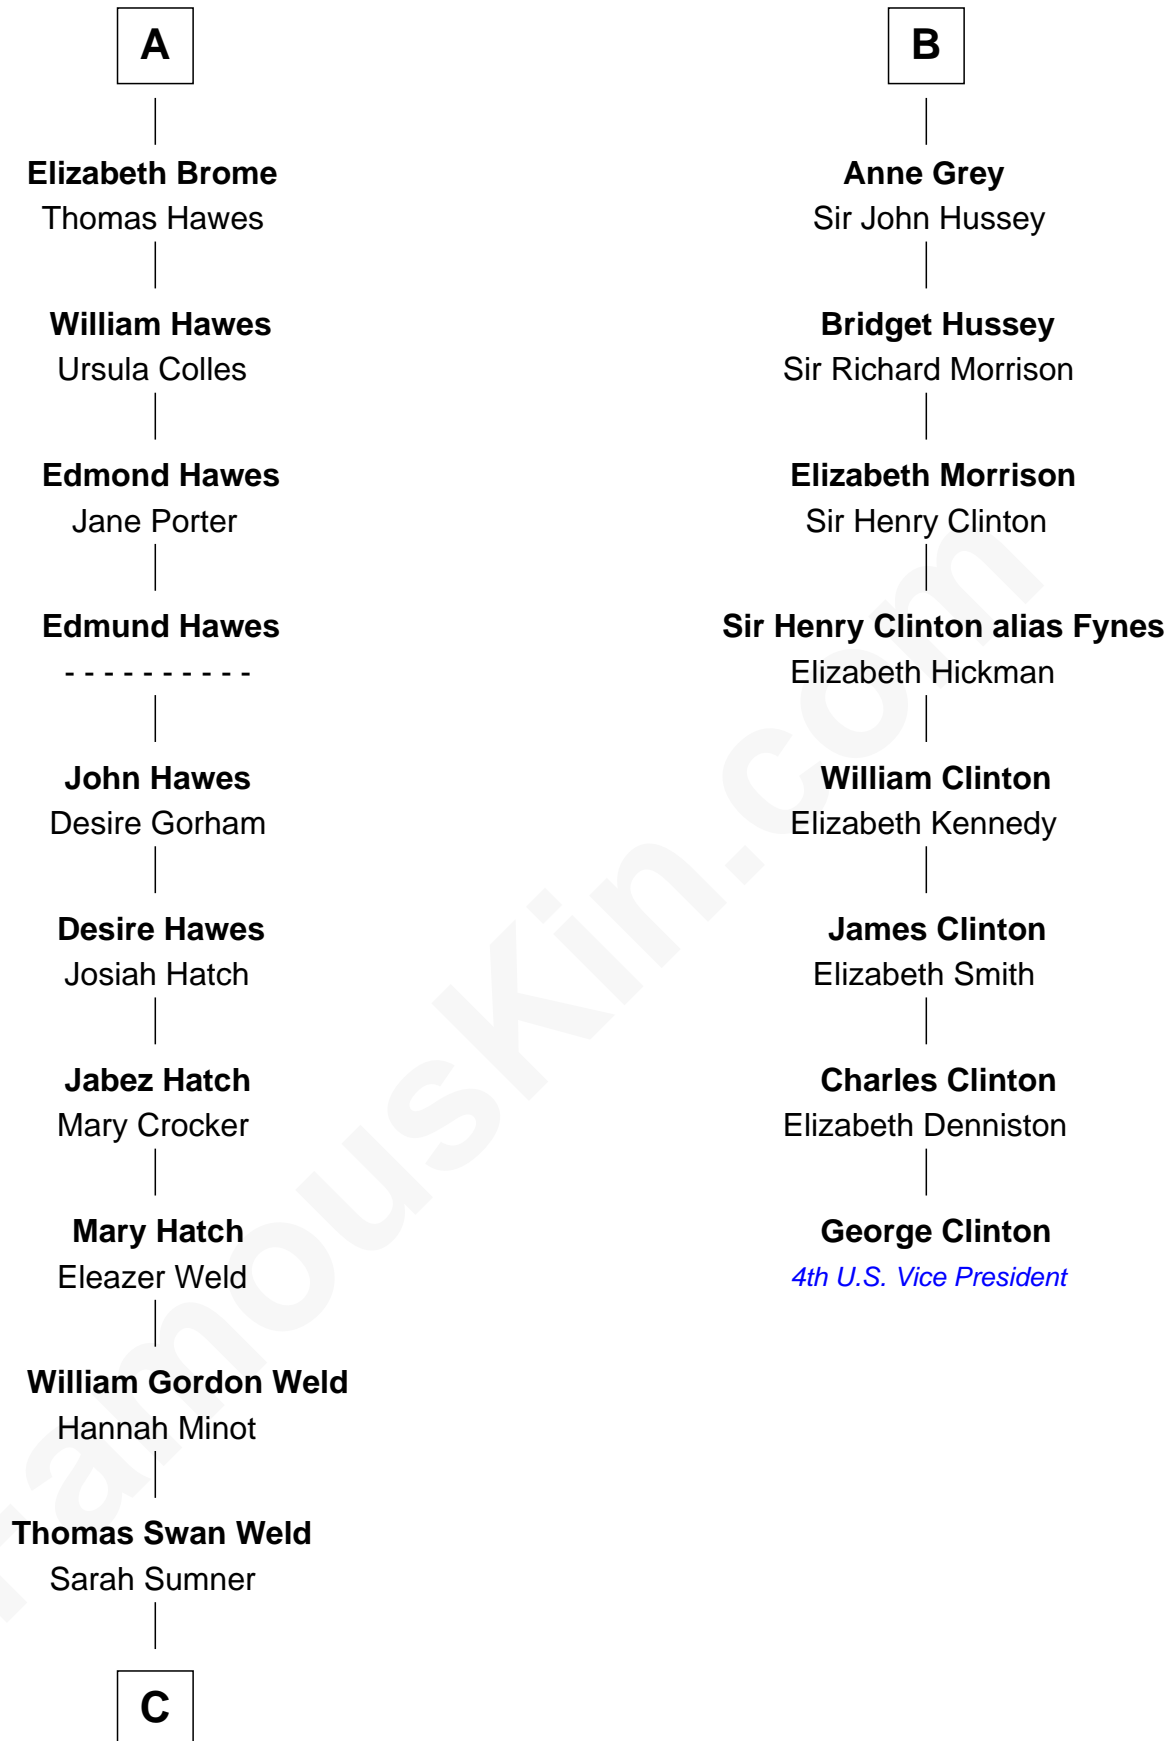 A
Elizabeth Brome
Thomas Hawes
William Hawes
Ursula Colles
Edmond Hawes
Jane Porter
Edmund Hawes
- - - - - - - - - -
John Hawes
Desire Gorham
Desire Hawes
Josiah Hatch
Jabez Hatch
Mary Crocker
Mary Hatch
Eleazer Weld
William Gordon Weld
Hannah Minot
Thomas Swan Weld
Sarah Sumner
C
B
Anne Grey
Sir John Hussey
Bridget Hussey
Sir Richard Morrison
Elizabeth Morrison
Sir Henry Clinton
Sir Henry Clinton alias Fynes
Elizabeth Hickman
William Clinton
Elizabeth Kennedy
James Clinton
Elizabeth Smith
Charles Clinton
Elizabeth Denniston
George Clinton
4th U.S. Vice President
FamousKin.com